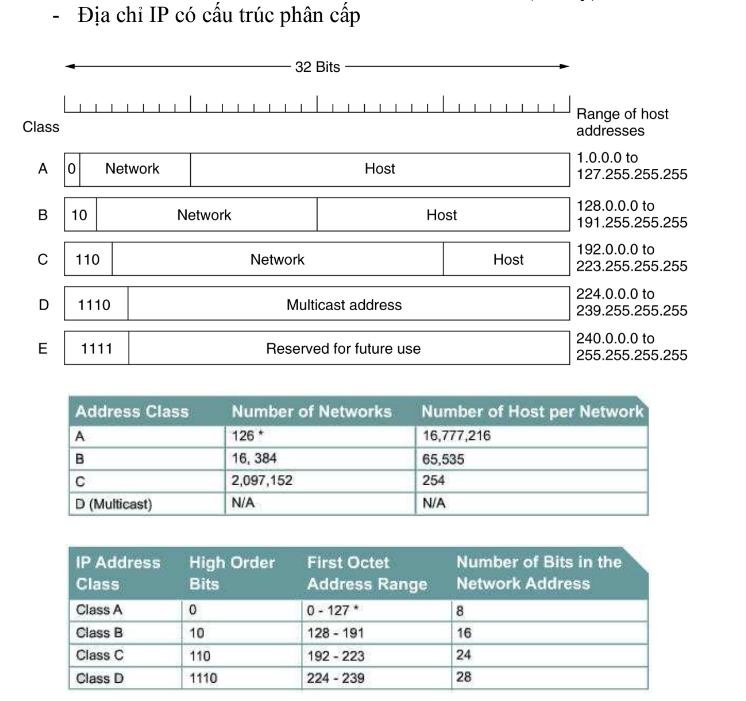 - Địa chỉ IP có cấu trúc phân cấp
32 Bits
Range of host
addresses
Class
A 0 Network Host 1.0.0.0 to
127.255.255.255
B 10 Network Host 128.0.0.0 to
191.255.255.255
C 110 Network Host 192.0.0.0 to
223.255.255.255
D 1110 Multicast address 224.0.0.0 to
239.255.255.255
E 1111 Reserved for future use 240.0.0.0 to
255.255.255.255
Address Class Number of Networks Number of Host per Network
A 126 * 16,777,216
B 16, 384 65,535
C 2,097,152 254
D (Multicast) N/A N/A
IP Address High Order First Octet Number of Bits in the
Class Bits Address Range Network Address
Class A 0 0 - 127 * 8
Class B 10 128 - 191 16
Class C 110 192 - 223 24
Class D 1110 224 - 239 28